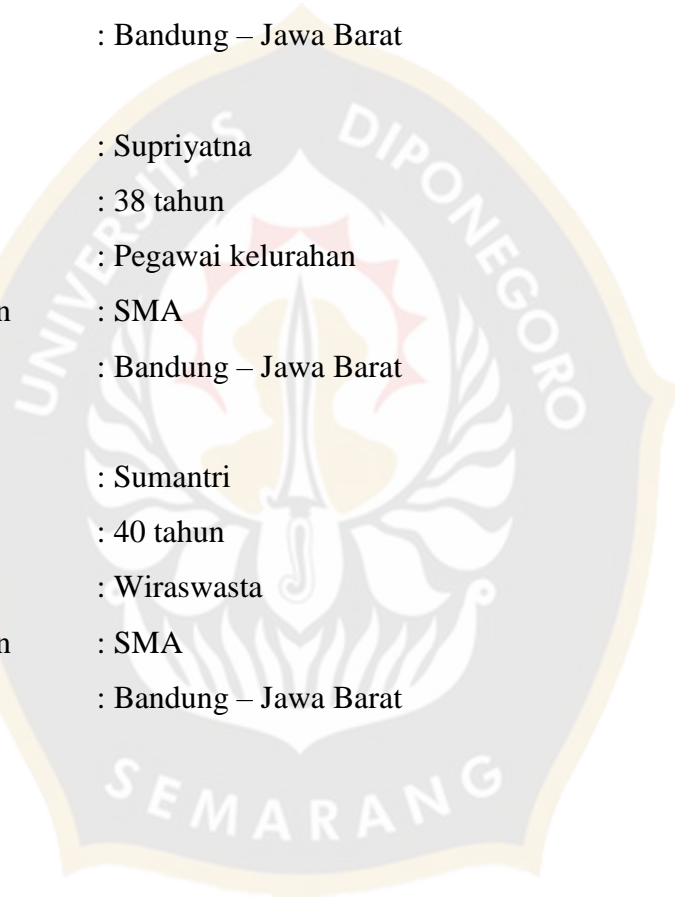 : Bandung – Jawa Barat
: Supriyatna
: 38 tahun
: Pegawai kelurahan
n : SMA
: Bandung – Jawa Barat
: Sumantri
: 40 tahun
: Wiraswasta
n : SMA
: Bandung – Jawa Barat
UNIVERSITAS DIPONEGORO
SEMARANG